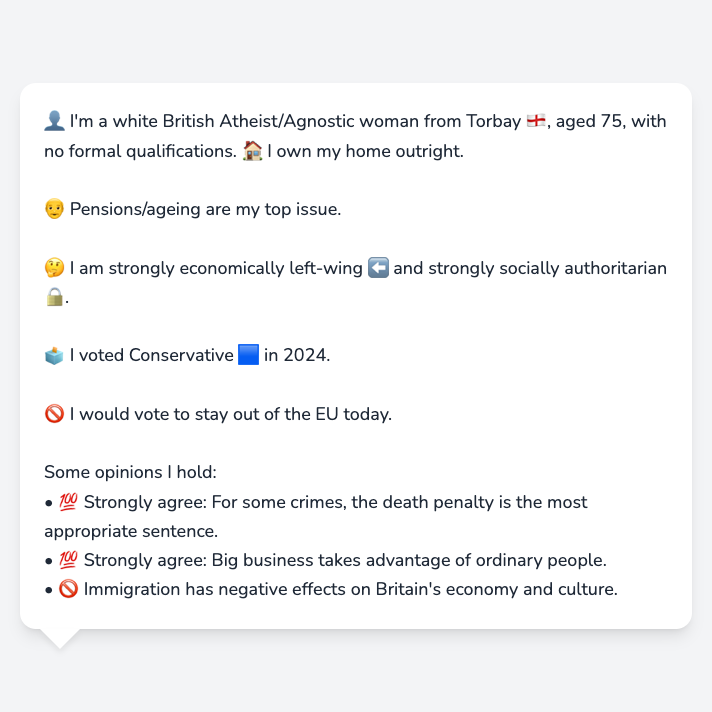 👤 I'm a white British Atheist/Agnostic woman from Torbay 🏴󠁧󠁢󠁥󠁮󠁧󠁿, aged 75, with
no formal qualifications. 🏠 I own my home outright.
👴 Pensions/ageing are my top issue.
🤔 I am strongly economically left-wing ⬅️ and strongly socially authoritarian
🔒.
🗳️ I voted Conservative 🟦 in 2024.
🚫 I would vote to stay out of the EU today.
Some opinions I hold:
• 💯 Strongly agree: For some crimes, the death penalty is the most
appropriate sentence.
• 💯 Strongly agree: Big business takes advantage of ordinary people.
• 🚫 Immigration has negative effects on Britain's economy and culture.